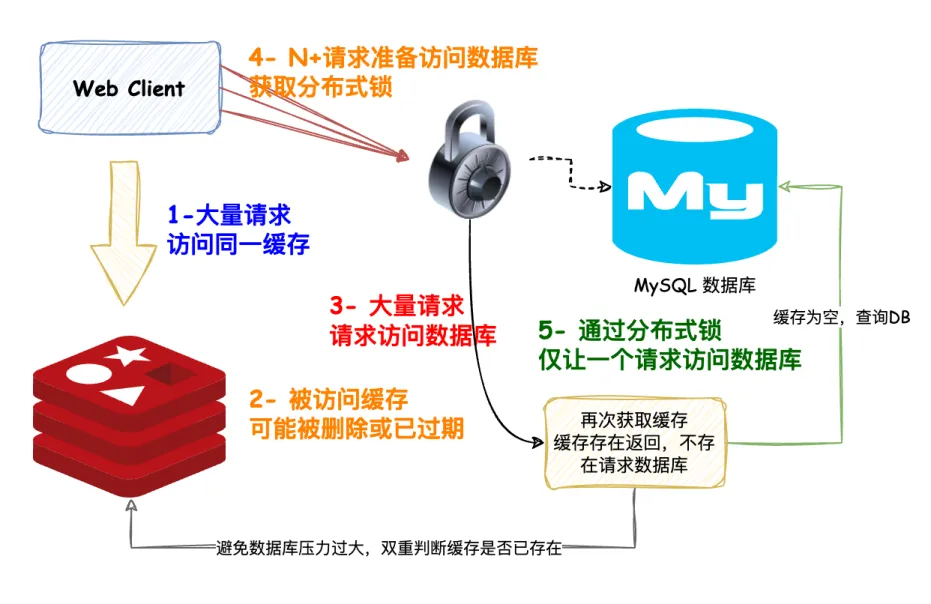 4- N+请求准备访问数据库
获取分布式锁
Web Client
1-大量请求
访问同一缓存
My
MySQL 数据库
3- 大量请求
请求访问数据库
5- 通过分布式锁
仅让一个请求访问数据库
缓存为空，查询DB
2- 被访问缓存
可能被删除或已过期
再次获取缓存
缓存存在返回，不存
在请求数据库
避免数据库压力过大，双重判断缓存是否已存在